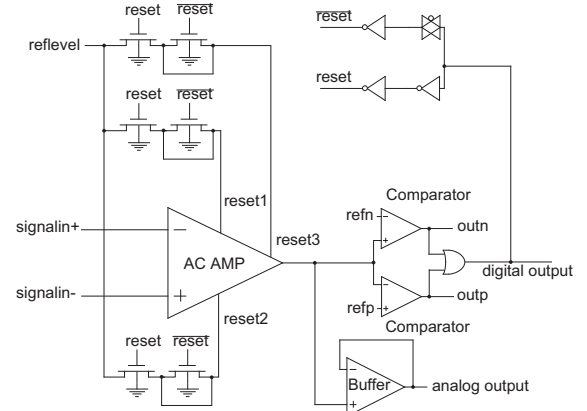 reset
reset
reset
reflevel
reset
reset
reset
reset1
Comparator
signalin+
−
AC AMP
reset3
refn
−
+
outn
digital output
signalin-
+
reset2
−
+
refp
outp
Comparator
reset
reset
−
Buffer
+
analog output